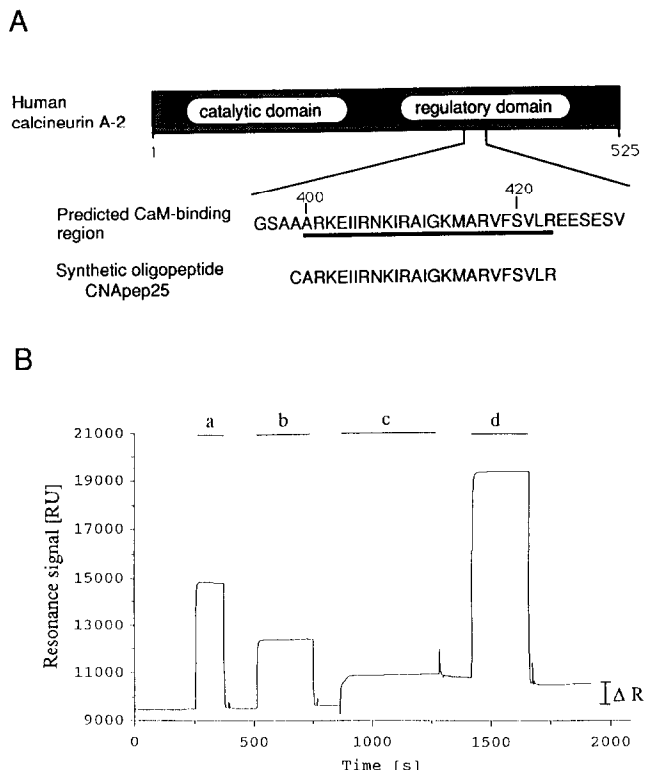 A
Human
calcineurin A-2
catalytic domain
regulatory domain
1
525
400
420
Predicted CaM-binding
region
GSAAARKEIIRNKIRAIGKMARVFSVLREESESV
Synthetic oligopeptide
CNApep25
CARKEIIRNKIRAIGKMARVFSVLR
B
a
b
c
d
21000
19000
17000
15000
13000
11000
9000
Resonance signal [RU]
Δ R
0
500
1000
1500
2000
Time [s]